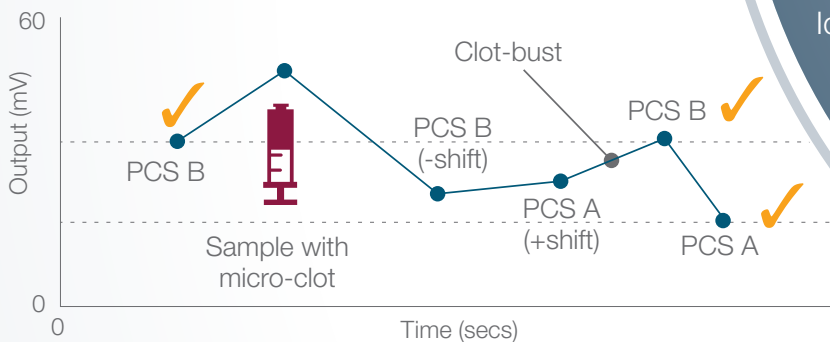 60
Output (mV)
0
0
Time (secs)
PCS B
Sample with
micro-clot
PCS B
(-shift)
Clot-bust
PCS A
(+shift)
PCS B
PCS A